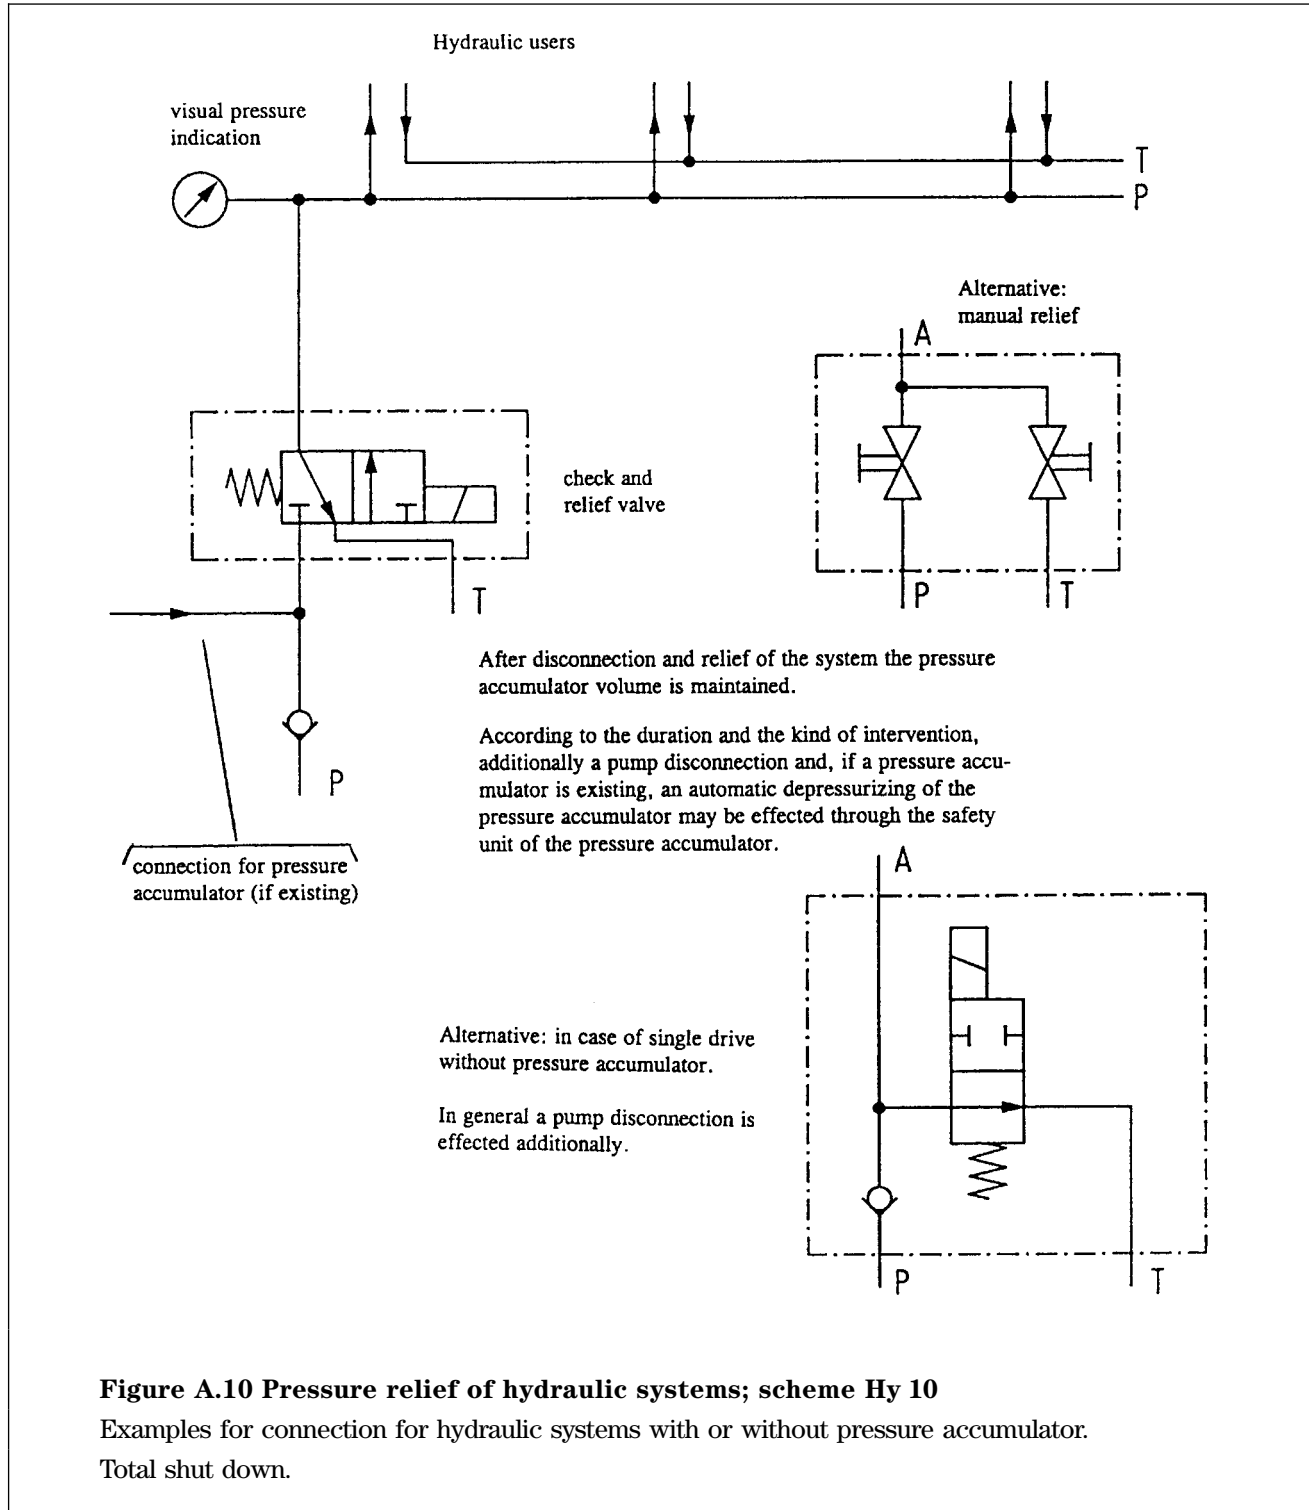 Hydraulic users
visual pressure
indication
T
P
Alternative:
manual relief
A
check and
relief valve
T
P
T
After disconnection and relief of the system the pressure
accumulator volume is maintained.
According to the duration and the kind of intervention,
additionally a pump disconnection and, if a pressure accu-
mulator is existing, an automatic depressurizing of the
pressure accumulator may be effected through the safety
unit of the pressure accumulator.
P
connection for pressure
accumulator (if existing)
A
Alternative: in case of single drive
without pressure accumulator.
In general a pump disconnection is
effected additionally.
P
T
Figure A.10 Pressure relief of hydraulic systems; scheme Hy 10
Examples for connection for hydraulic systems with or without pressure accumulator.
Total shut down.